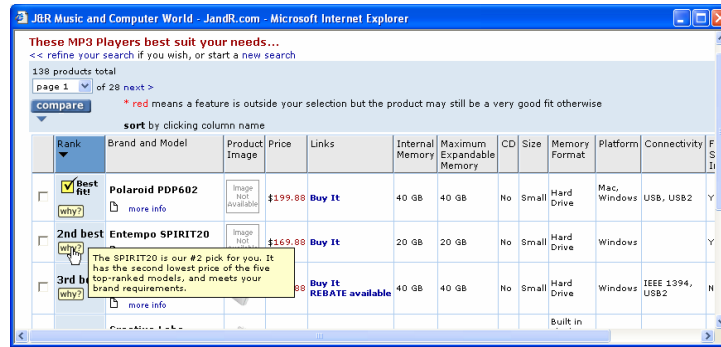 J&R Music and Computer World - JandR.com - Microsoft Internet Explorer
These MP3 Players best suit your needs...
<< refine your search if you wish, or start a new search
138 products total
page 1 of 28 next >
compare
* red means a feature is outside your selection but the product may still be a very good fit otherwise
sort by clicking column name
Rank Brand and Model Product Image Price Links Internal Memory Maximum Expandable Memory CD Size Memory Format Platform Connectivity
Best fit! why? Polaroid PDP602 more info Image Not Available $199.88 Buy It 40 GB 40 GB No Small Hard Drive Mac, Windows USB, USB2 Y
2nd best why? Entempo SPIRIT20 Image Not $169.88 Buy It 20 GB 20 GB No Small Hard Drive Windows Y
The SPIRIT20 is our #2 pick for you. It
has the second lowest price of the five
top-ranked models, and meets your
brand requirements.
3rd why? more info 88 Buy It REBATE available 40 GB 40 GB No Small Hard Drive Windows IEEE 1394, USB2 N
Built in